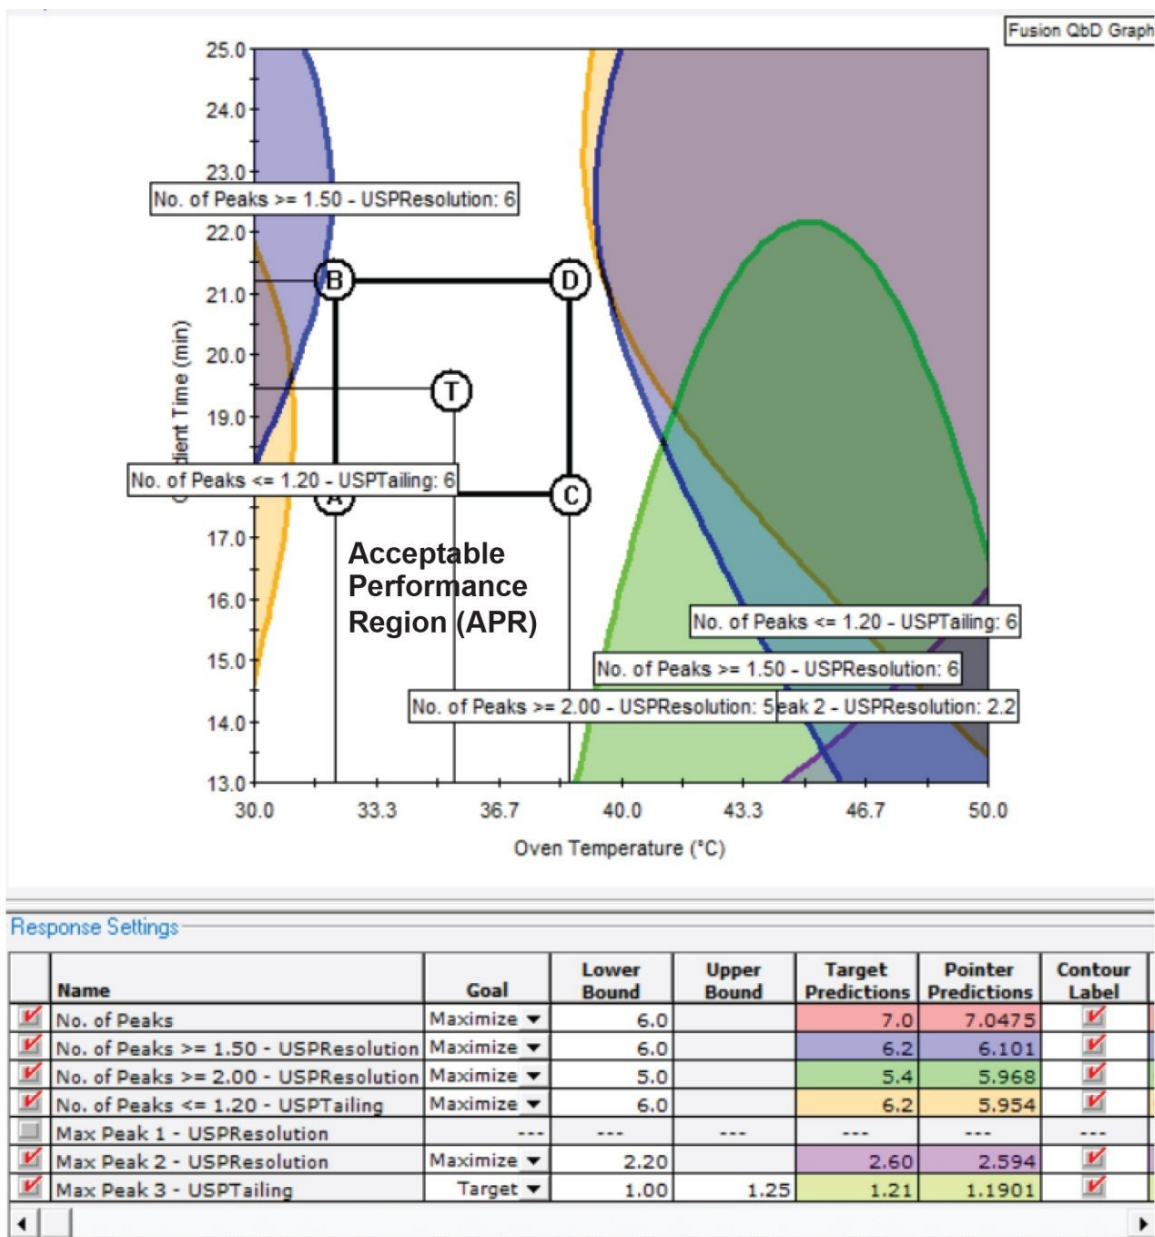 Fusion QbD Graph
25.0
24.0
23.0
No. of Peaks >= 1.50 - USPResolution: 6
22.0
B
D
21.0
20.0
T
19.0
dient Time (min)
No. of Peaks <= 1.20 - USPTailing: 6
A
C
17.0
Acceptable
Performance
Region (APR)
16.0
No. of Peaks <= 1.20 - USPTailing: 6
15.0
No. of Peaks >= 1.50 - USPResolution: 6
No. of Peaks >= 2.00 - USPResolution: 5 eak 2 - USPResolution: 2.2
14.0
13.0
30.0 33.3 36.7 40.0 43.3 46.7 50.0
Oven Temperature (°C)
Response Settings
Name Goal Lower Bound Upper Bound Target Predictions Pointer Predictions Contour Label
No. of Peaks Maximize 6.0 7.0 7.0475
No. of Peaks >= 1.50 - USPResolution Maximize 6.0 6.2 6.101
No. of Peaks >= 2.00 - USPResolution Maximize 5.0 5.4 5.968
No. of Peaks <= 1.20 - USPTailing Maximize 6.0 6.2 5.954
Max Peak 1 - USPResolution --- --- --- --- --- ---
Max Peak 2 - USPResolution Maximize 2.20 2.60 2.594
Max Peak 3 - USPTailing Target 1.00 1.25 1.21 1.1901